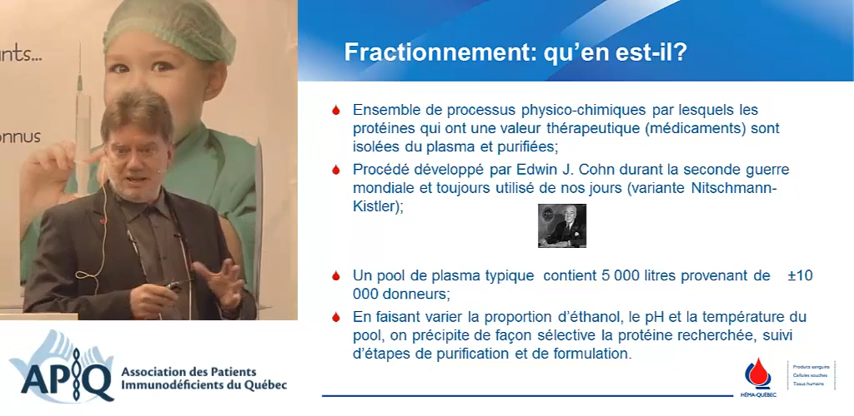 nts...
onnus
Fractionnement: qu'en est-il?
Ensemble de processus physico-chimiques par lesquels les
protéines qui ont une valeur thérapeutique (médicaments) sont
isolées du plasma et purifiées;
Procédé développé par Edwin J. Cohn durant la seconde guerre
mondiale et toujours utilisé de nos jours (variante Nitschmann-
Kistler);
Un pool de plasma typique contient 5 000 litres provenant de ±10
000 donneurs;
En faisant varier la proportion d'éthanol, le pH et la température du
pool, on précipite de façon sélective la protéine recherchée, suivi
d'étapes de purification et de formulation.
APIQ
Association des Patients
Immunodéficients du Québec
HÉMA-QUÉBEC
Produits sanguins
Cellules souches
Tissus humains